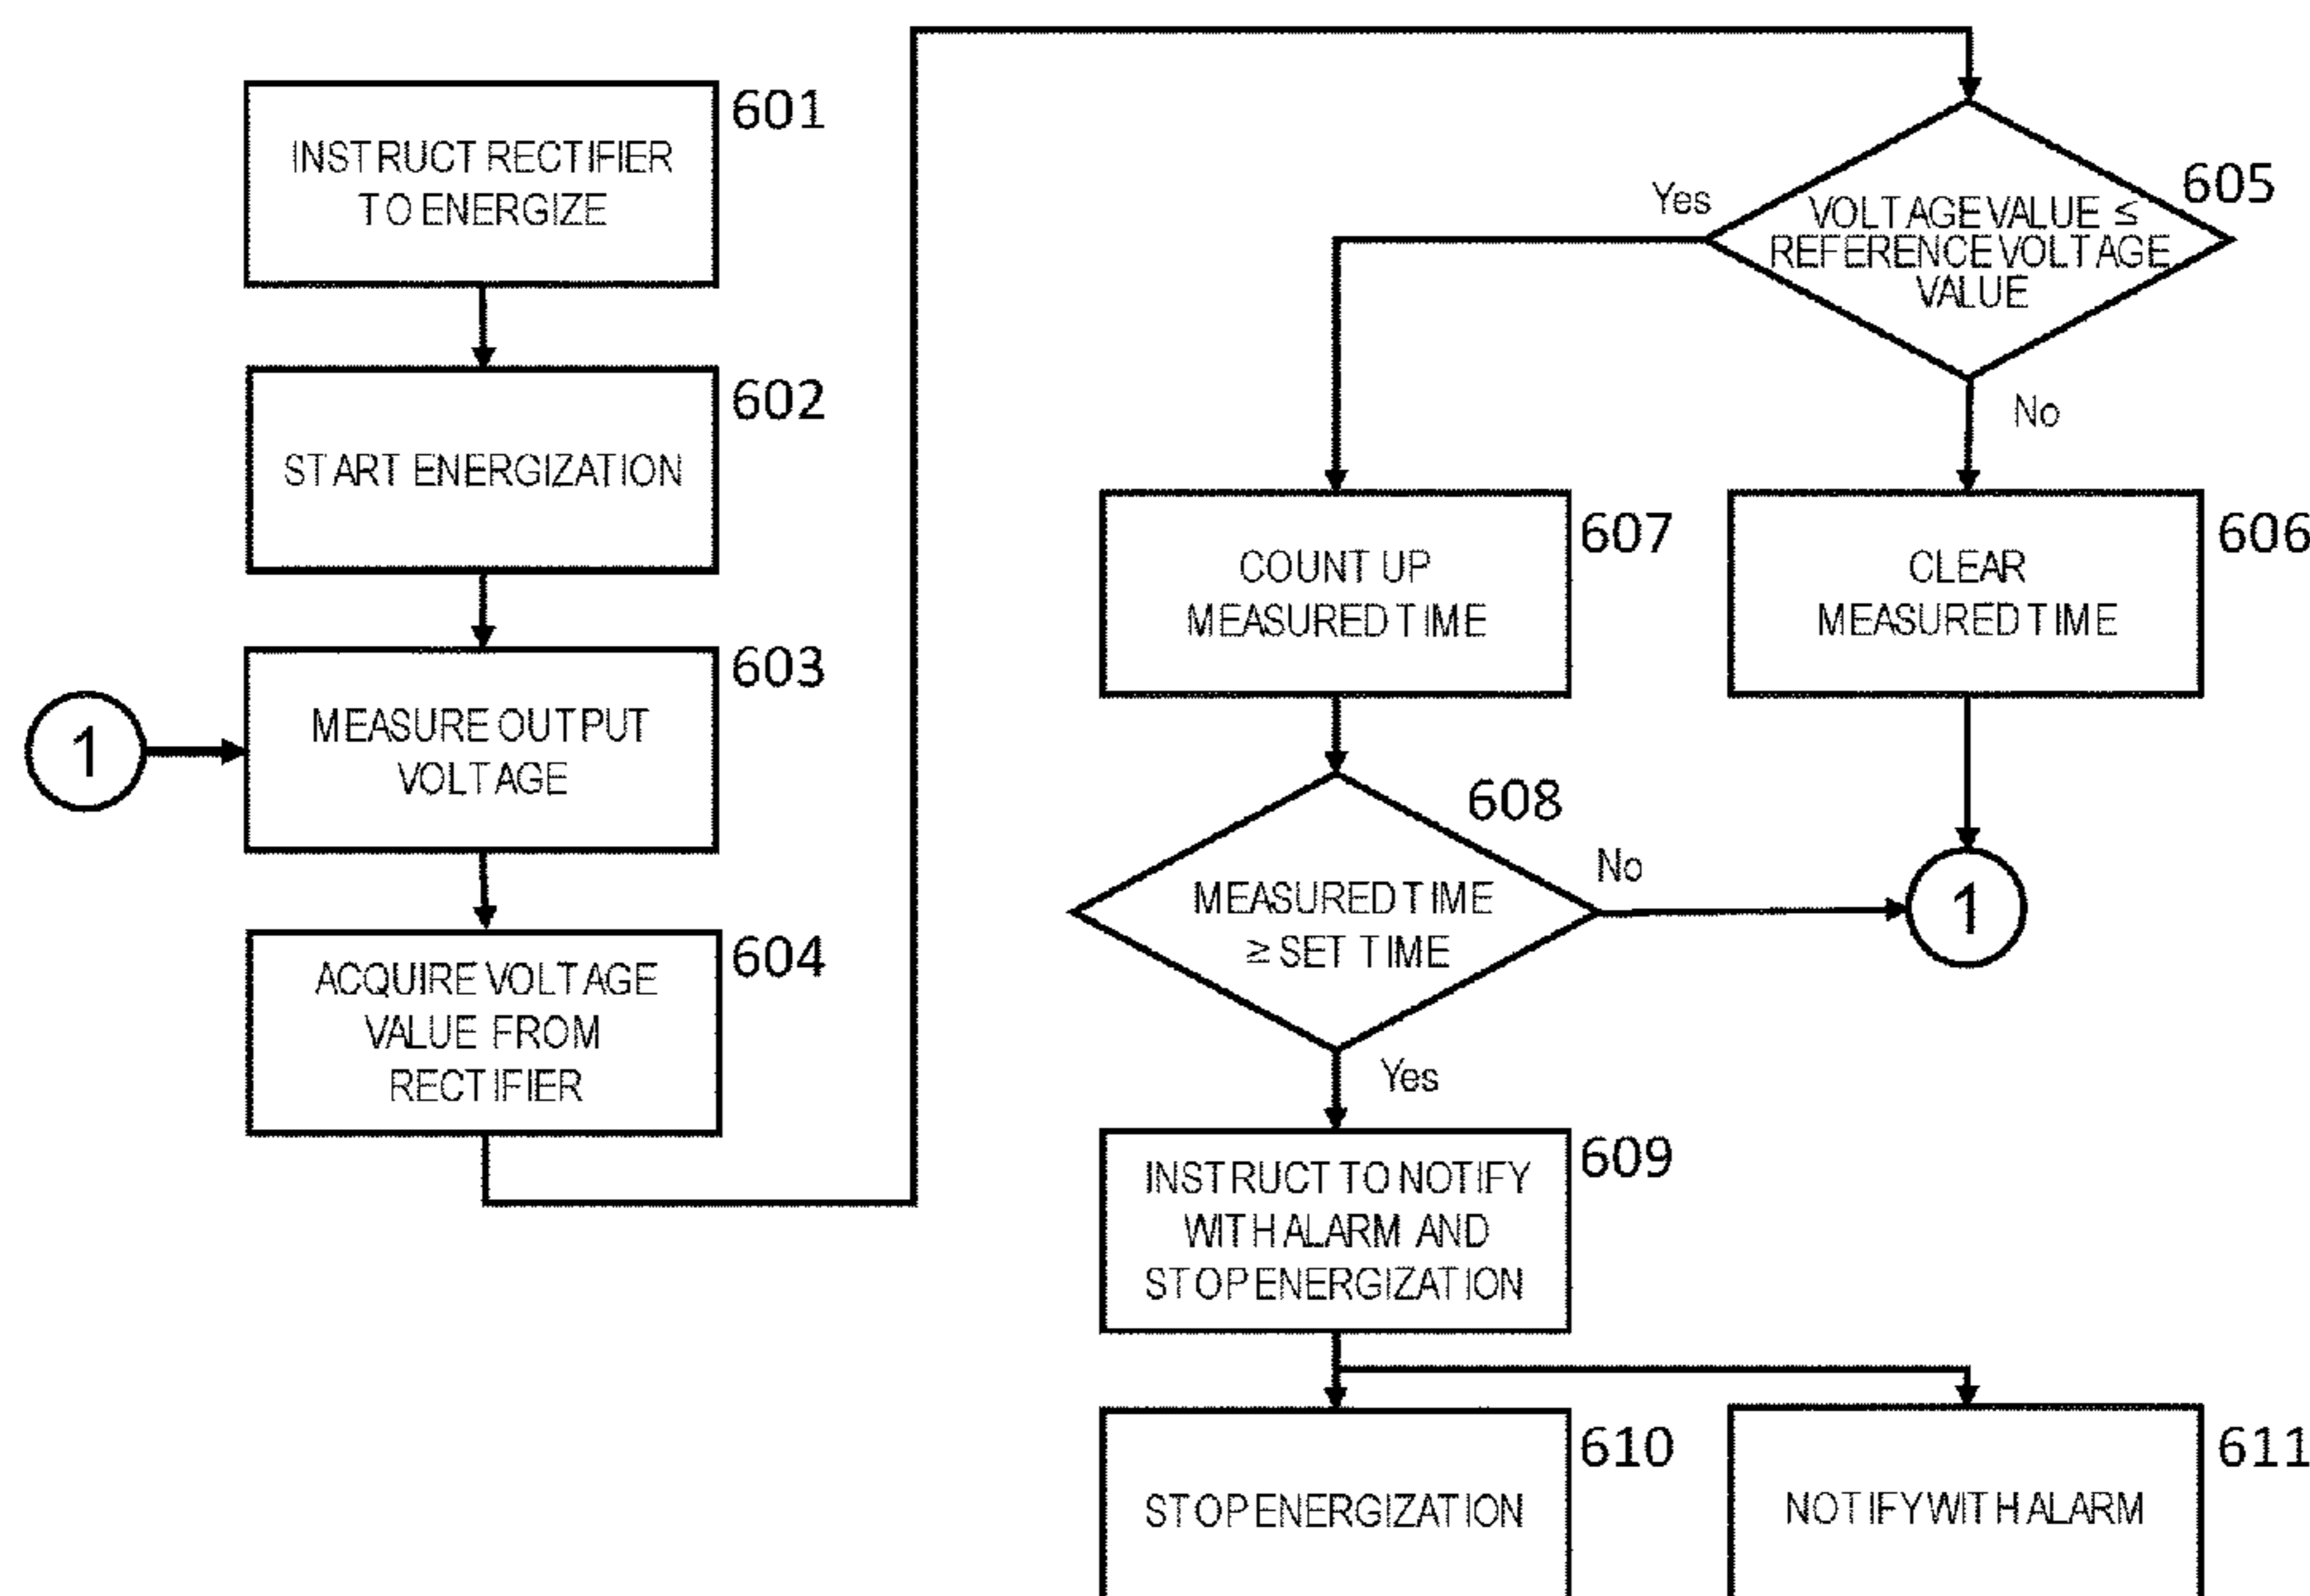 601
INSTRUCT RECTIFIER
TO ENERGIZE
602
START ENERGIZATION
603
MEASURE OUTPUT
VOLTAGE
1
604
ACQUIRE VOLTAGE
VALUE FROM
RECTIFIER
605
VOLTAGE VALUE ≤
REFERENCE VOLTAGE
VALUE
Yes
No
607
COUNT UP
MEASURED TIME
606
CLEAR
MEASURED TIME
608
MEASURED TIME
≥ SET TIME
No
1
Yes
609
INSTRUCT TO NOTIFY
WITH ALARM AND
STOP ENERGIZATION
610
STOP ENERGIZATION
611
NOTIFY WITH ALARM